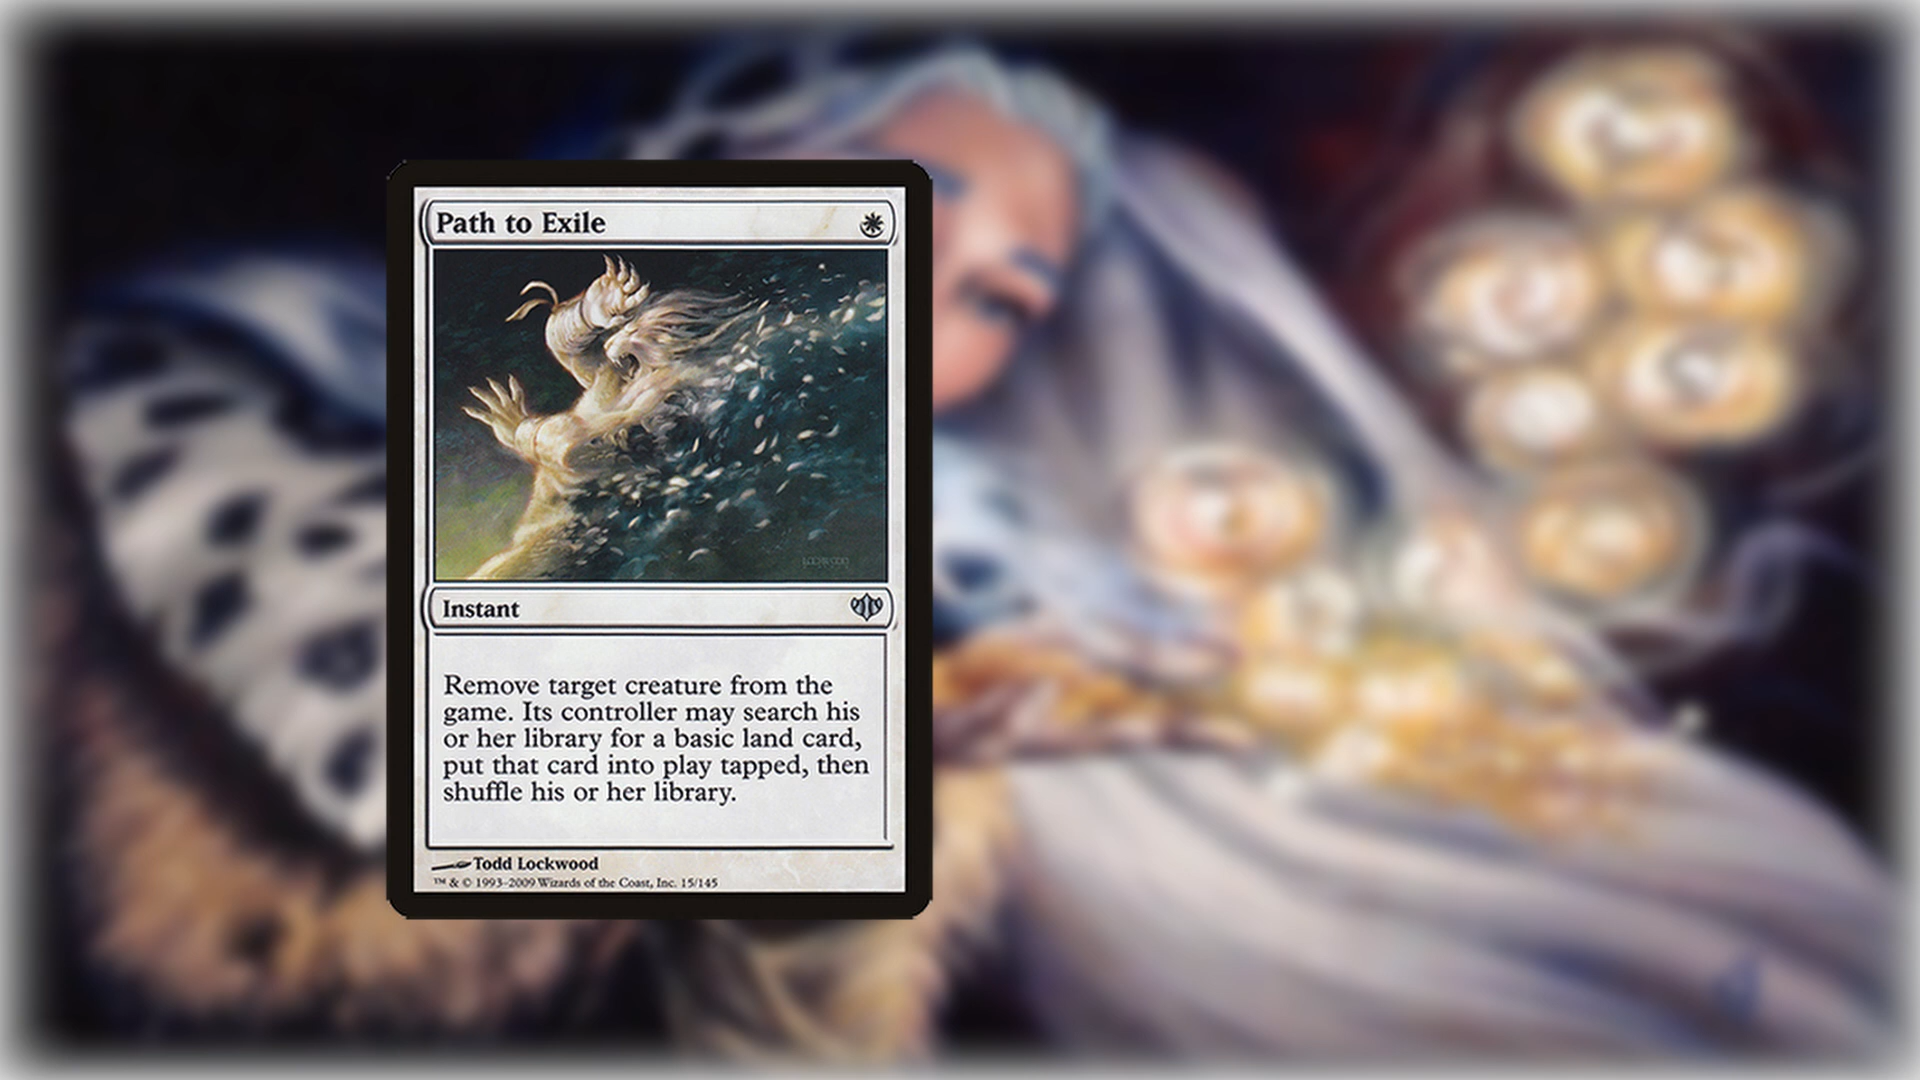 Path to Exile
LOCKWOOD
Instant
Remove target creature from the
game. Its controller may search his
or her library for a basic land card,
put that card into play tapped, then
shuffle his or her library.
Todd Lockwood
™ & © 1993–2009 Wizards of the Coast, Inc. 15/145